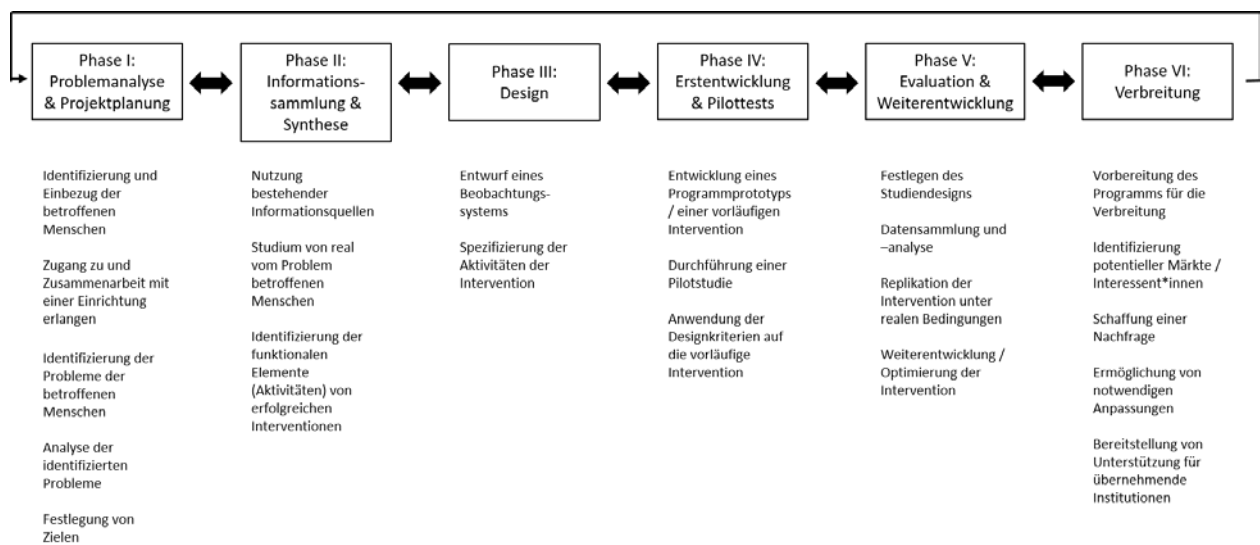 Phase I:
Problemanalyse
& Projektplanung
Phase II:
Informations-
sammlung &
Synthese
Phase III:
Design
Phase IV:
Erstentwicklung
& Pilottests
Phase V:
Evaluation &
Weiterentwicklung
Phase VI:
Verbreitung
Identifizierung und
Einbezug der
betroffenen
Menschen
Zugang zu und
Zusammenarbeit mit
einer Einrichtung
erlangen
Identifizierung der
Probleme der
betroffenen
Menschen
Analyse der
identifizierten
Probleme
Festlegung von
Zielen
Nutzung
bestehender
Informationsquellen
Studium von real
vom Problem
betroffenen
Menschen
Identifizierung der
funktionalen
Elemente
(Aktivitäten) von
erfolgreichen
Interventionen
Entwurf eines
Beobachtungs-
systems
Spezifizierung der
Aktivitäten der
Intervention
Entwicklung eines
Programmprototyps
/ einer vorläufigen
Intervention
Durchführung einer
Pilotstudie
Anwendung der
Designkriterien auf
die vorläufige
Intervention
Festlegen des
Studiendesigns
Datensammlung und
–analyse
Replikation der
Intervention unter
realen Bedingungen
Weiterentwicklung /
Optimierung der
Intervention
Vorbereitung des
Programms für die
Verbreitung
Identifizierung
potentieller Märkte /
Interessent*innen
Schaffung einer
Nachfrage
Ermöglichung von
notwendigen
Anpassungen
Bereitstellung von
Unterstützung für
übernehmende
Institutionen